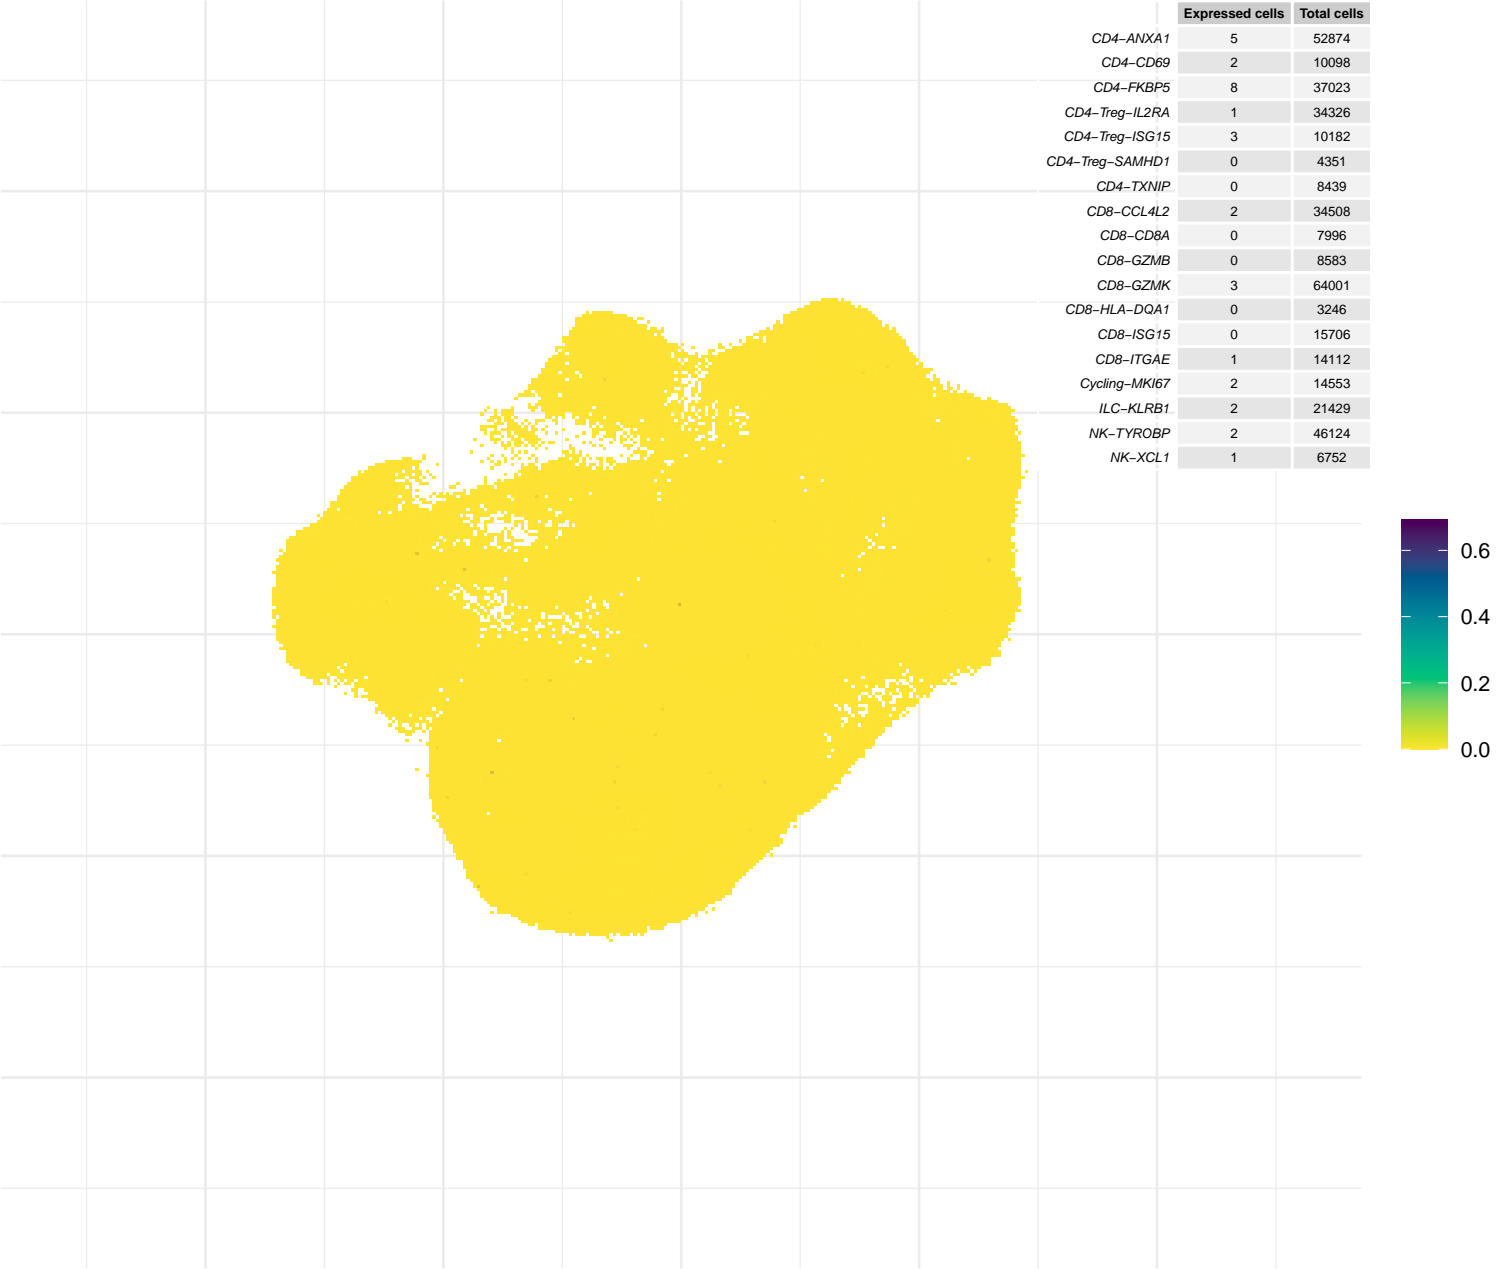 Expressed cells Total cells
CD4−ANXA1 5 52874
CD4−CD69 2 10098
CD4−FKBP5 8 37023
CD4−Treg−IL2RA 1 34326
CD4−Treg−ISG15 3 10182
CD4−Treg−SAMHD1 0 4351
CD4−TXNIP 0 8439
CD8−CCL4L2 2 34508
CD8−CD8A 0 7996
CD8−GZMB 0 8583
CD8−GZMK 3 64001
CD8−HLA−DQA1 0 3246
CD8−ISG15 0 15706
CD8−ITGAE 1 14112
Cycling−MKI67 2 14553
ILC−KLRB1 2 21429
NK−TYROBP 2 46124
NK−XCL1 1 6752
0.6
0.4
0.2
0.0